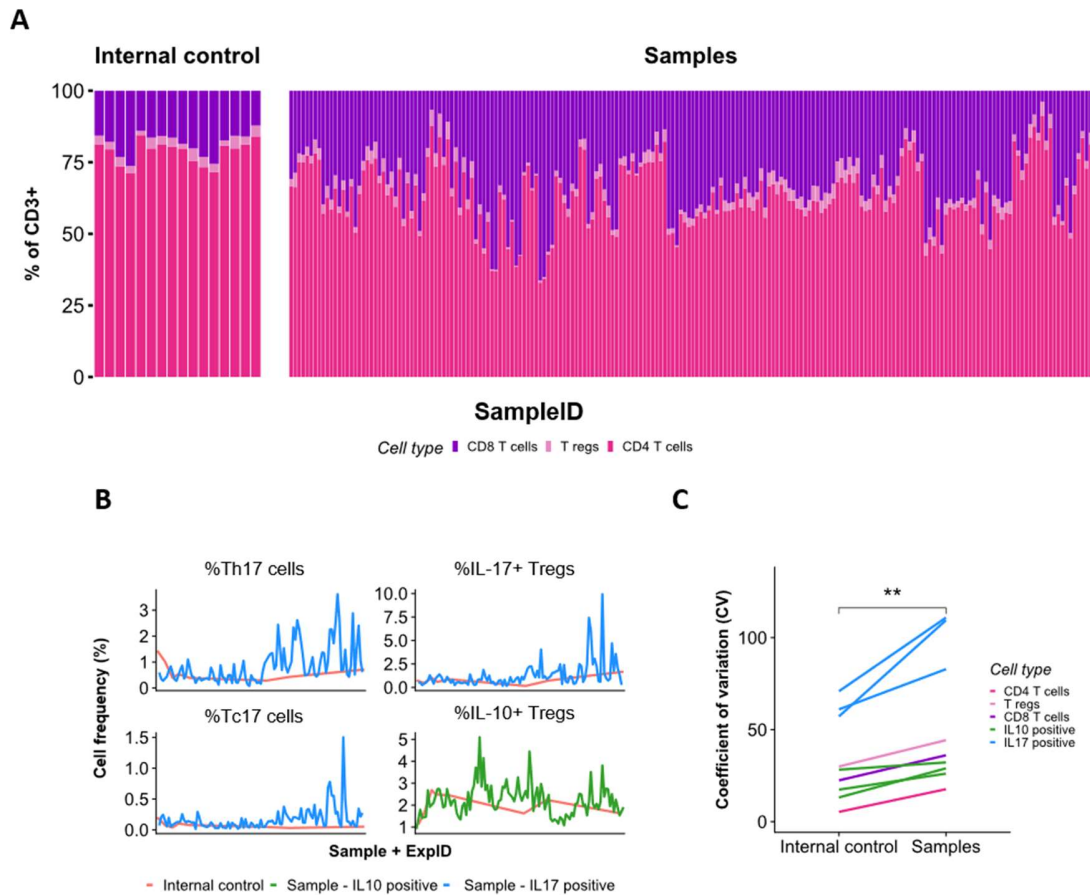 A
Internal control
Samples
% of CD3+
100
75
50
25
0
SampleID
Cell type CD8 T cells T regs CD4 T cells
B
%Th17 cells
%IL-17+ Tregs
3
2
1
0
10.0
7.5
5.0
2.5
0.0
%Tc17 cells
%IL-10+ Tregs
1.5
1.0
0.5
0.0
5
4
3
2
1
Cell frequency (%)
Sample + ExpID
Internal control Sample - IL10 positive Sample - IL17 positive
C
Coefficient of variation (CV)
100
50
0
**
Internal control Samples
Cell type
CD4 T cells
T regs
CD8 T cells
IL10 positive
IL17 positive